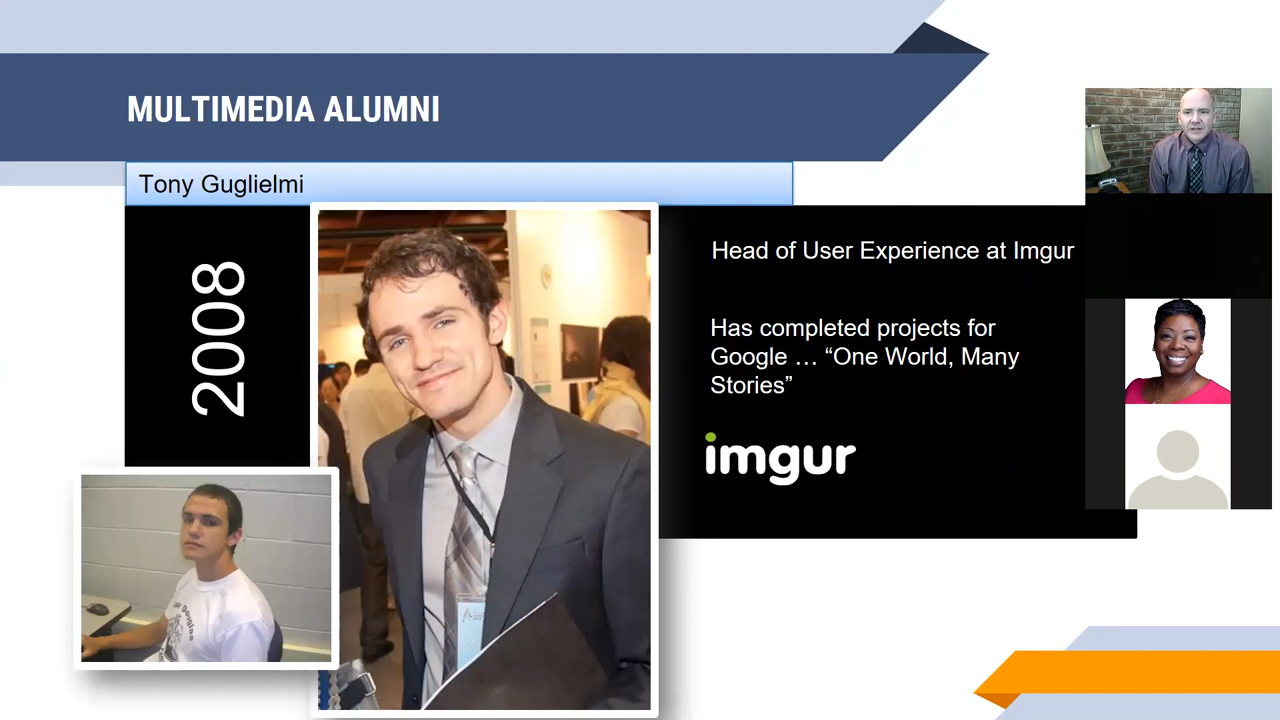 MULTIMEDIA ALUMNI
Tony Guglielmi
2008
Head of User Experience at Imgur
Has completed projects for
Google … “One World, Many
Stories”
imgur
Douglas